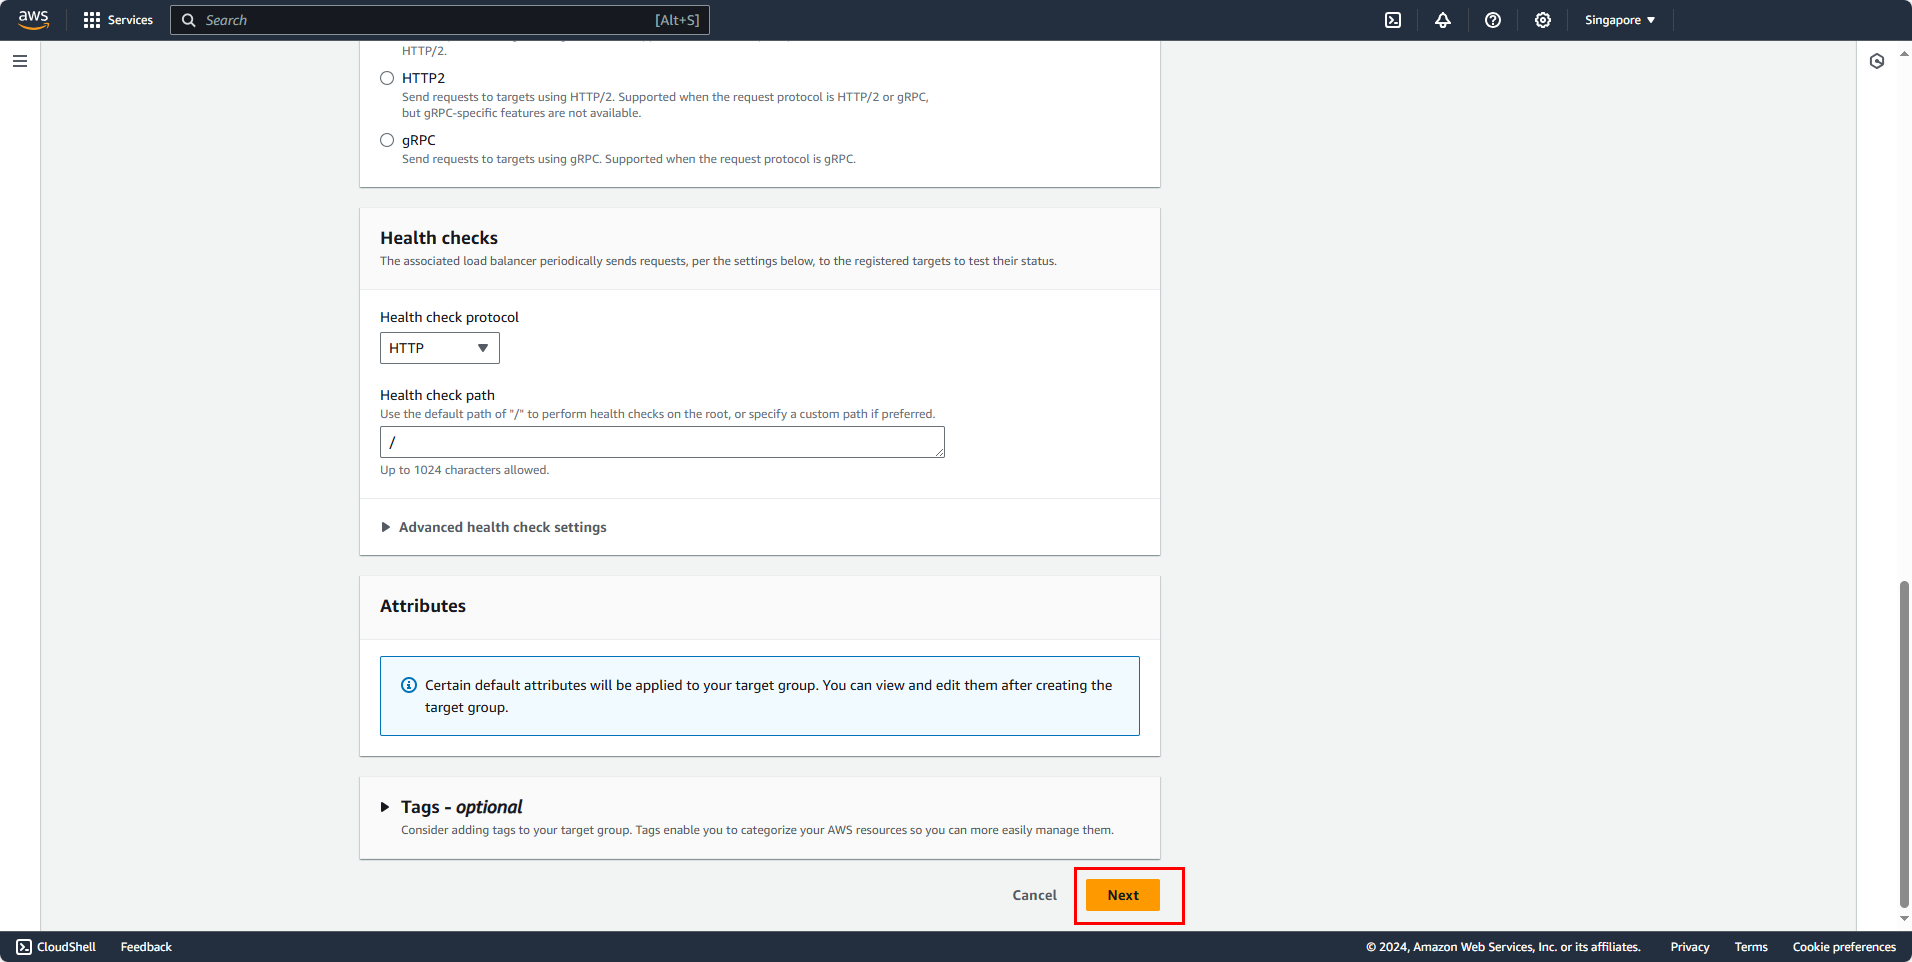 aws
Services
Search
[Alt+S]
Singapore
HTTP/2.
HTTP2
Send requests to targets using HTTP/2. Supported when the request protocol is HTTP/2 or gRPC,
but gRPC-specific features are not available.
gRPC
Send requests to targets using gRPC. Supported when the request protocol is gRPC.
Health checks
The associated load balancer periodically sends requests, per the settings below, to the registered targets to test their status.
Health check protocol
HTTP
Health check path
Use the default path of "/" to perform health checks on the root, or specify a custom path if preferred.
/
Up to 1024 characters allowed.
Advanced health check settings
Attributes
Certain default attributes will be applied to your target group. You can view and edit them after creating the
target group.
Tags - optional
Consider adding tags to your target group. Tags enable you to categorize your AWS resources so you can more easily manage them.
Cancel
Next
CloudShell
Feedback
© 2024, Amazon Web Services, Inc. or its affiliates.
Privacy
Terms
Cookie preferences